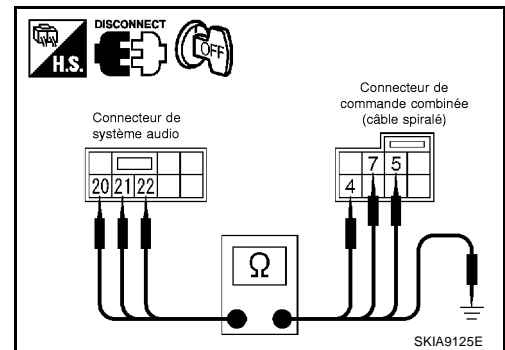 DISCONNECT
H.S.
OFF
Connecteur de
système audio
Connecteur de
commande combinée
(câble spiralé)
20 21 22
7 5
4
Ω
SKIA9125E